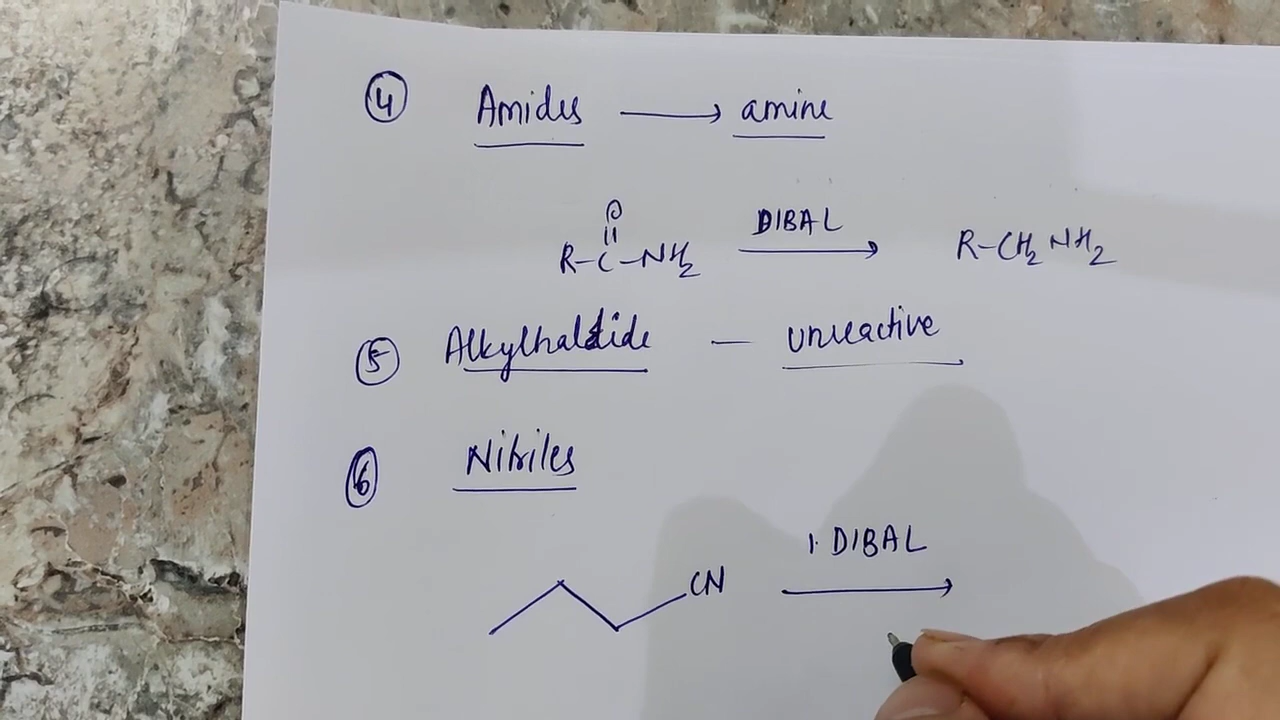 ④ Amides ⟶ amine
O
R-C-NH₂ DIBAL ⟶ R-CH₂NH₂
⑤ Alkylhalide — unreactive
⑥ Nitriles
1. DIBAL
CN ⟶